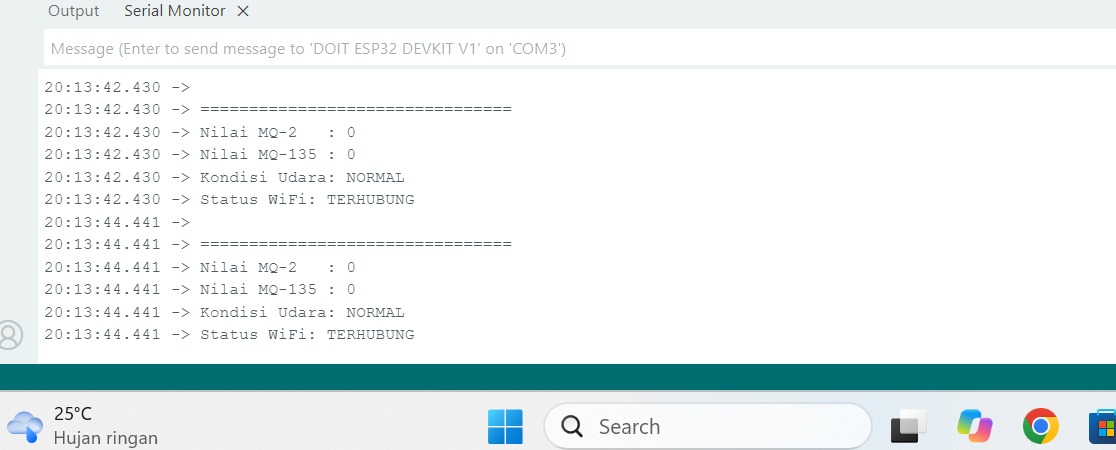 Output Serial Monitor
Message (Enter to send message to 'DOIT ESP32 DEVKIT V1' on 'COM3')
20:13:42.430 ->
20:13:42.430 -> ================================
20:13:42.430 -> Nilai MQ-2   : 0
20:13:42.430 -> Nilai MQ-135 : 0
20:13:42.430 -> Kondisi Udara: NORMAL
20:13:42.430 -> Status WiFi: TERHUBUNG
20:13:44.441 ->
20:13:44.441 -> ================================
20:13:44.441 -> Nilai MQ-2   : 0
20:13:44.441 -> Nilai MQ-135 : 0
20:13:44.441 -> Kondisi Udara: NORMAL
20:13:44.441 -> Status WiFi: TERHUBUNG
25°C
Hujan ringan
Search